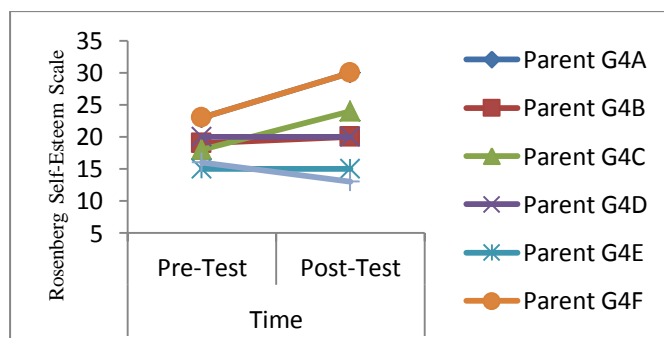 Rosenberg Self-Esteem Scale
35
30
25
20
15
10
5
Pre-Test
Post-Test
Time
Parent G4A
Parent G4B
Parent G4C
Parent G4D
Parent G4E
Parent G4F